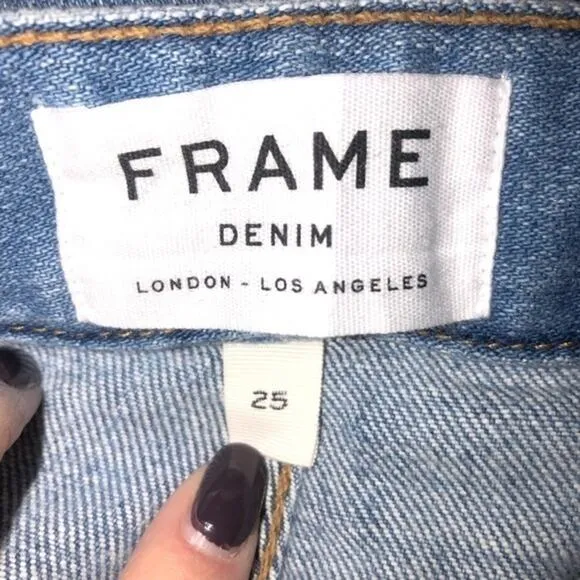 FRAME
DENIM
LONDON - LOS ANGELES
25